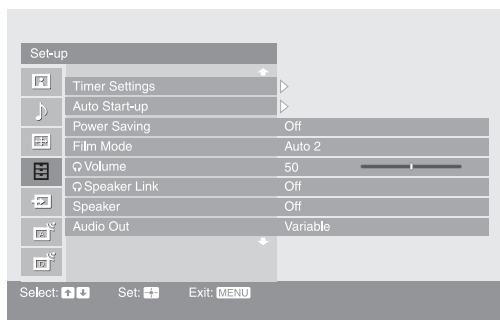 Set-up
Timer Settings
Auto Start-up
Power Saving Off
Film Mode Auto 2
Volume 50
Speaker Link Off
Speaker Off
Audio Out Variable
Select: Set: Exit: MENU